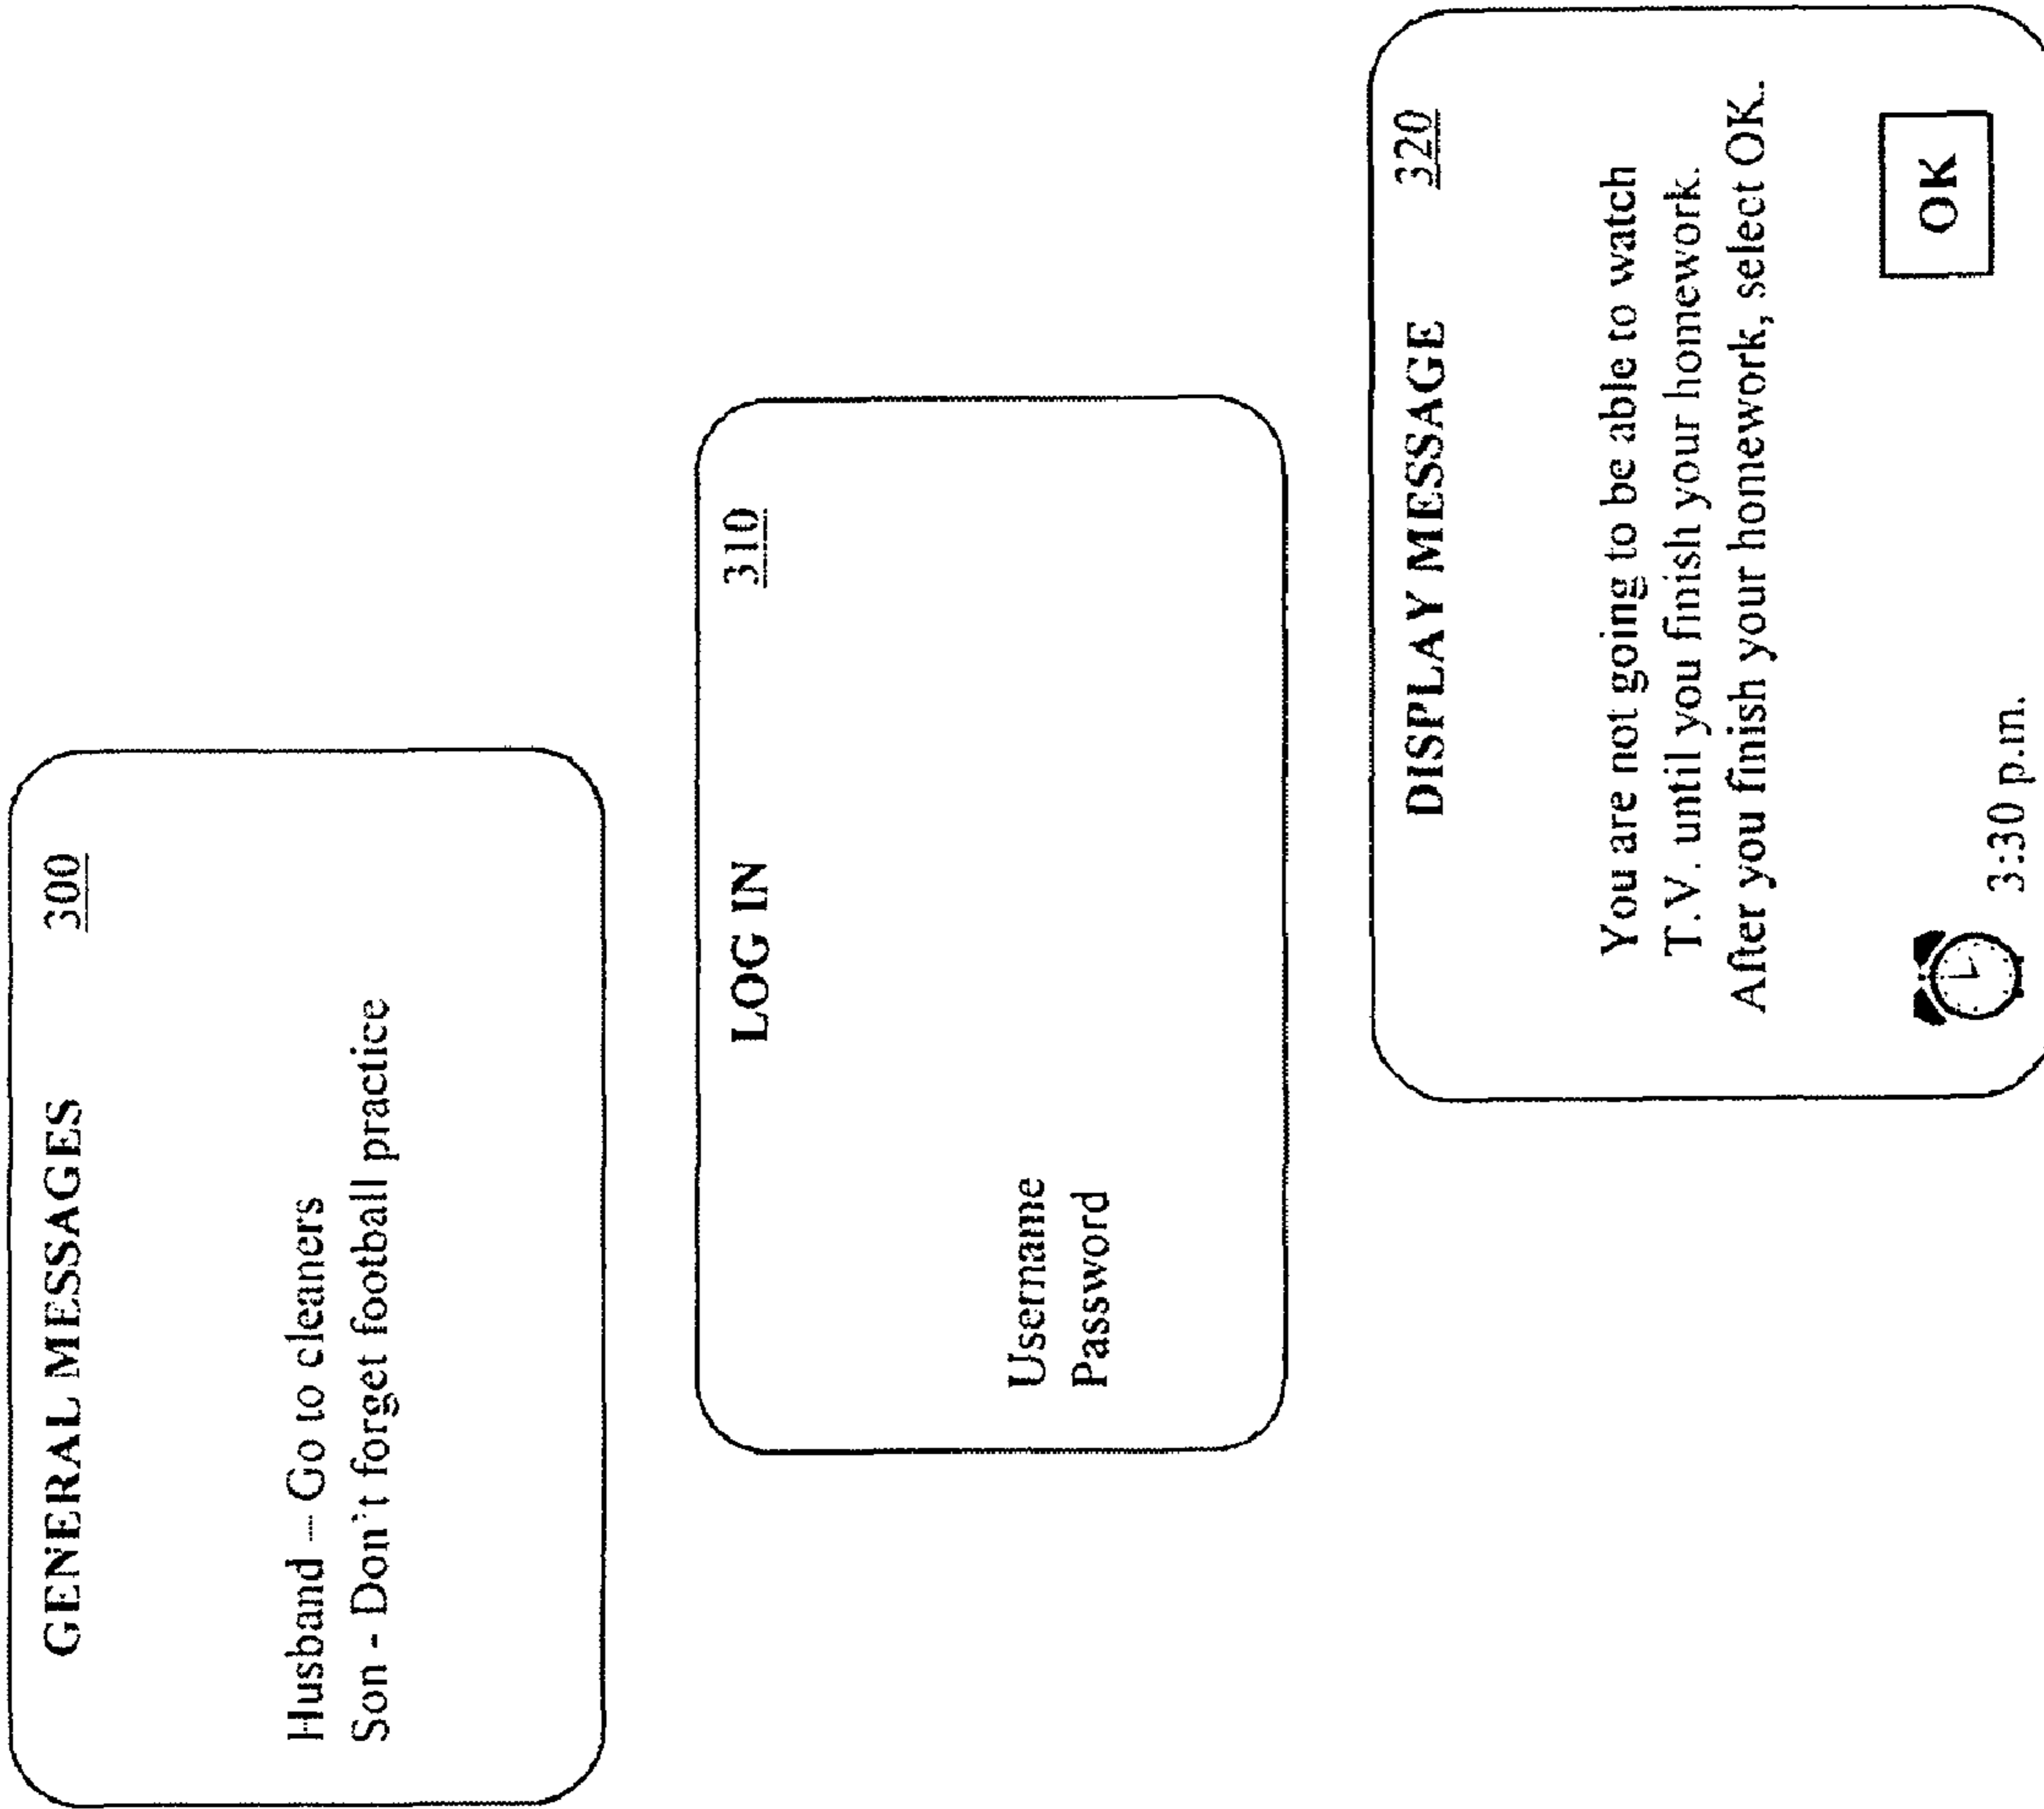 GENERAL MESSAGES 300
Husband – Go to cleaners
Son - Don't forget football practice
LOG IN 310
Username
Password
DISPLAY MESSAGE 320
You are not going to be able to watch
T.V. until you finish your homework.
After you finish your homework, select OK.
3:30 p.m.
OK